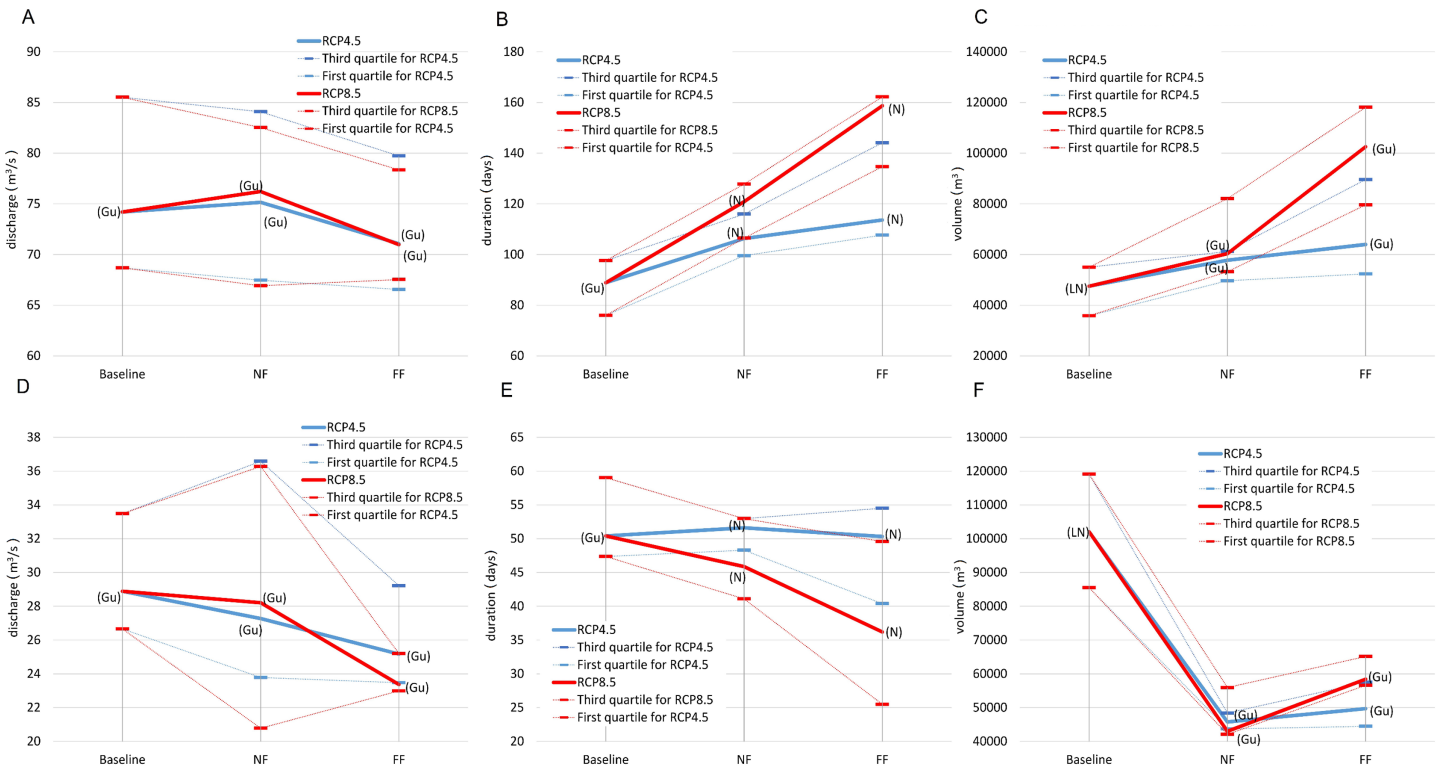 A
90
85
80
75
70
65
60
discharge ( m³/s )
RCP4.5
Third quartile for RCP4.5
First quartile for RCP4.5
RCP8.5
Third quartile for RCP8.5
First quartile for RCP4.5
(Gu)
(Gu)
(Gu)
(Gu)
(Gu)
Baseline
NF
FF
B
180
160
140
120
100
80
60
duration ( days)
RCP4.5
Third quartile for RCP4.5
First quartile for RCP4.5
RCP8.5
Third quartile for RCP8.5
First quartile for RCP4.5
(Gu)
(N)
(N)
(N)
(N)
Baseline
NF
FF
C
140000
120000
100000
80000
60000
40000
20000
volume ( m³ )
RCP4.5
Third quartile for RCP4.5
First quartile for RCP4.5
RCP8.5
Third quartile for RCP8.5
First quartile for RCP8.5
(LN)
(Gu)
(Gu)
(Gu)
(Gu)
Baseline
NF
FF
D
38
36
34
32
30
28
26
24
22
20
discharge ( m³/s )
RCP4.5
Third quartile for RCP4.5
First quartile for RCP4.5
RCP8.5
Third quartile for RCP8.5
First quartile for RCP4.5
(Gu)
(Gu)
(Gu)
(Gu)
(Gu)
Baseline
NF
FF
E
65
60
55
50
45
40
35
30
25
20
duration ( days)
(Gu)
(N)
(N)
(N)
(N)
RCP4.5
Third quartile for RCP4.5
First quartile for RCP4.5
RCP8.5
Third quartile for RCP8.5
First quartile for RCP4.5
Baseline
NF
FF
F
130000
120000
110000
100000
90000
80000
70000
60000
50000
40000
volume ( m³ )
RCP4.5
Third quartile for RCP4.5
First quartile for RCP4.5
RCP8.5
Third quartile for RCP8.5
First quartile for RCP8.5
(LN)
(Gu)
(Gu)
(Gu)
(Gu)
Baseline
NF
FF